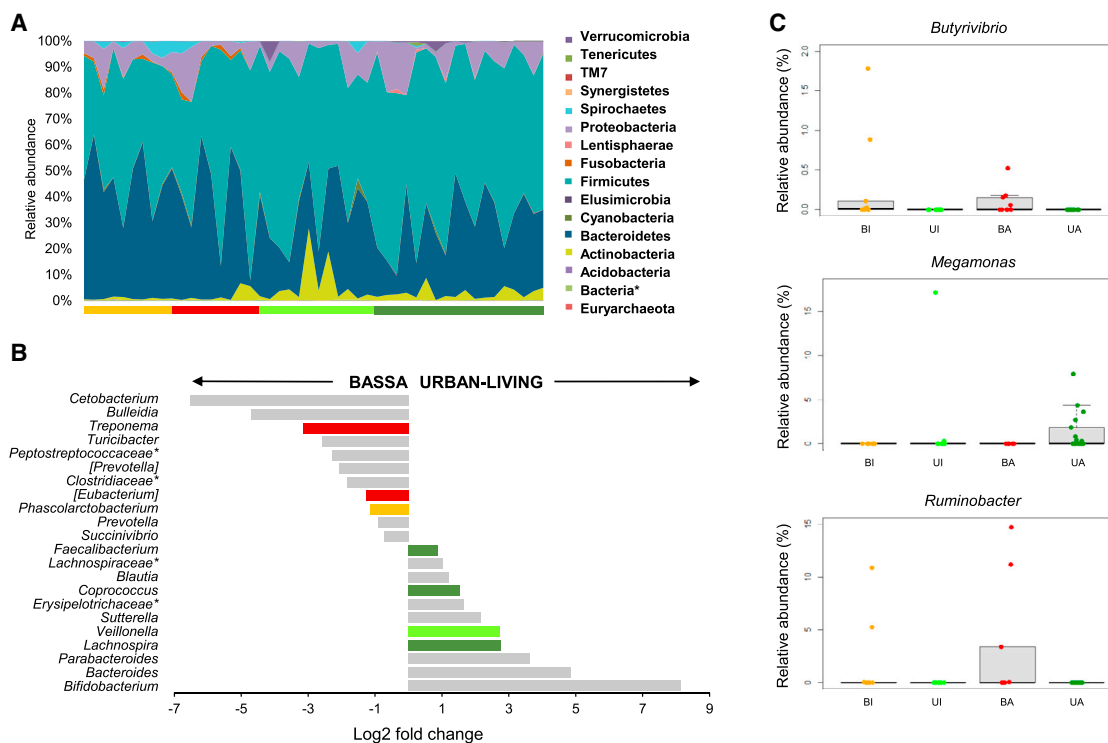 A
100%
90%
80%
70%
60%
50%
40%
30%
20%
10%
0%
Relative abundance
Verrucomicrobia
Tenericutes
TM7
Synergistetes
Spirochaetes
Proteobacteria
Lentisphaerae
Fusobacteria
Firmicutes
Elusimicrobia
Cyanobacteria
Bacteroidetes
Actinobacteria
Acidobacteria
Bacteria*
Euryarchaeota
B
BASSA URBAN-LIVING
Cetobacterium
Bulleidia
Treponema
Turicibacter
Peptostreptococcaceae*
[Prevotella]
Clostridiaceae*
[Eubacterium]
Phascolarctobacterium
Prevotella
Succinivibrio
Faecalibacterium
Lachnospiraceae*
Blautia
Coprococcus
Erysipelotrichaceae*
Sutterella
Veillonella
Lachnospira
Parabacteroides
Bacteroides
Bifidobacterium
-7 -5 -3 -1 1 3 5 7 9
Log2 fold change
C
Butyrivibrio
Relative abundance (%)
2.0
1.5
1.0
0.5
0.0
BI UI BA UA
Megamonas
Relative abundance (%)
15
10
5
0
BI UI BA UA
Ruminobacter
Relative abundance (%)
15
10
5
0
BI UI BA UA